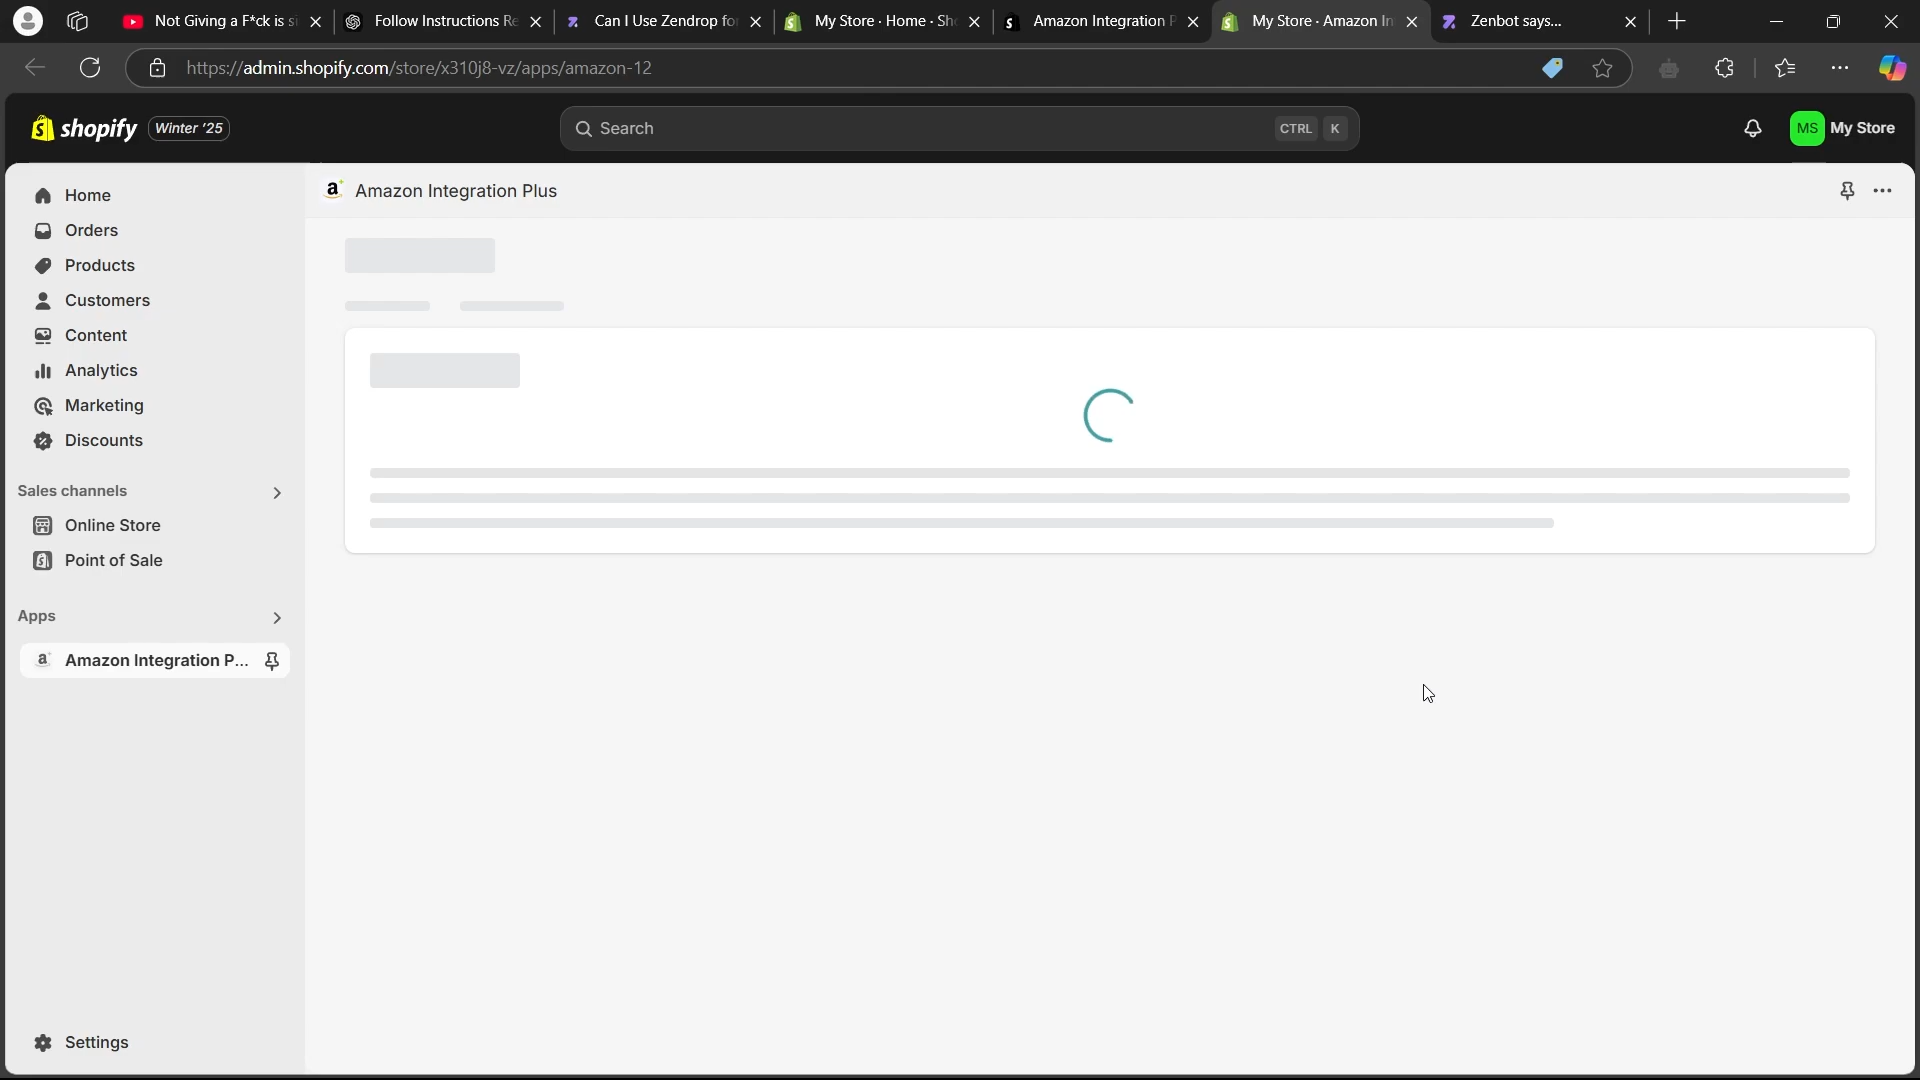 Not Giving a F*ck is si
Follow Instructions Re
Can I Use Zendrop fo
My Store · Home · Sh
Amazon Integration P
My Store · Amazon In
Zenbot says...
https://admin.shopify.com/store/x310j8-vz/apps/amazon-12
shopify
Winter '25
Search
CTRL K
MS My Store
Home
Orders
Products
Customers
Content
Analytics
Marketing
Discounts
Sales channels
Online Store
Point of Sale
Apps
Amazon Integration P...
Settings
Amazon Integration Plus